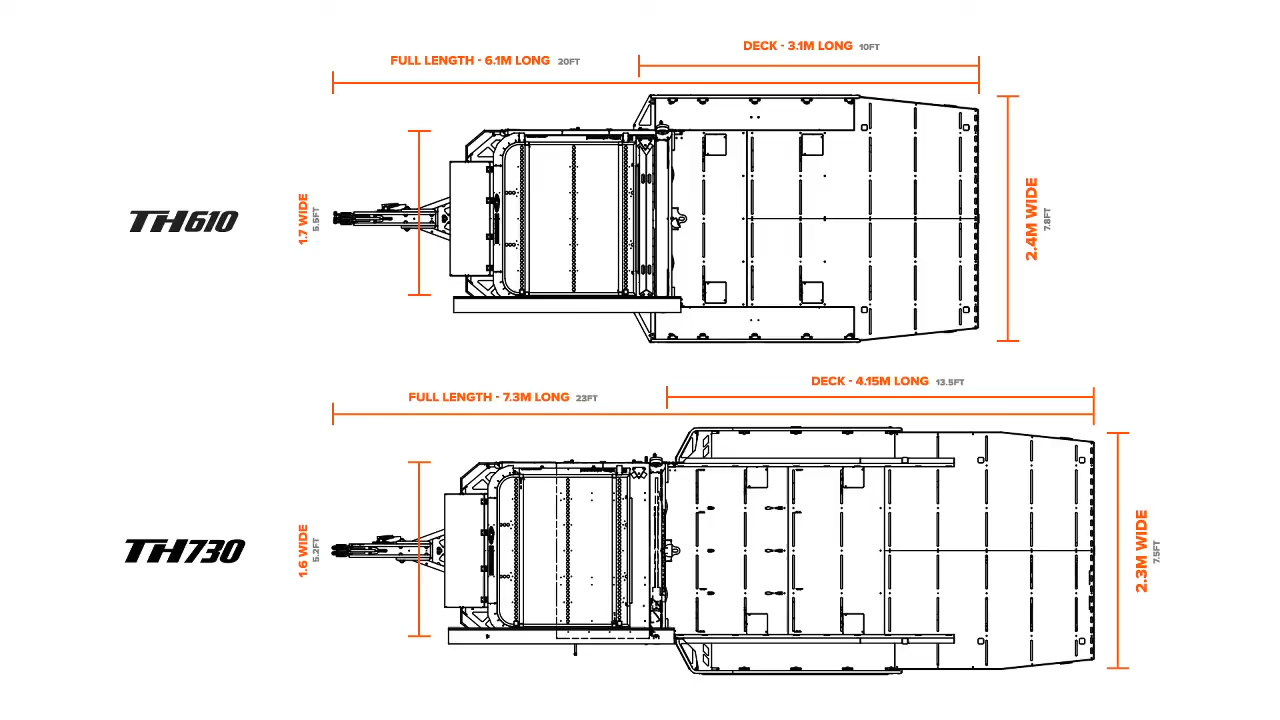 DECK - 3.1M LONG 10FT
FULL LENGTH - 6.1M LONG 20FT
TH610
1.7 WIDE
5.5FT
2.4M WIDE
7.8FT
DECK - 4.15M LONG 13.5FT
FULL LENGTH - 7.3M LONG 23FT
TH730
1.6 WIDE
5.2FT
2.3M WIDE
7.5FT